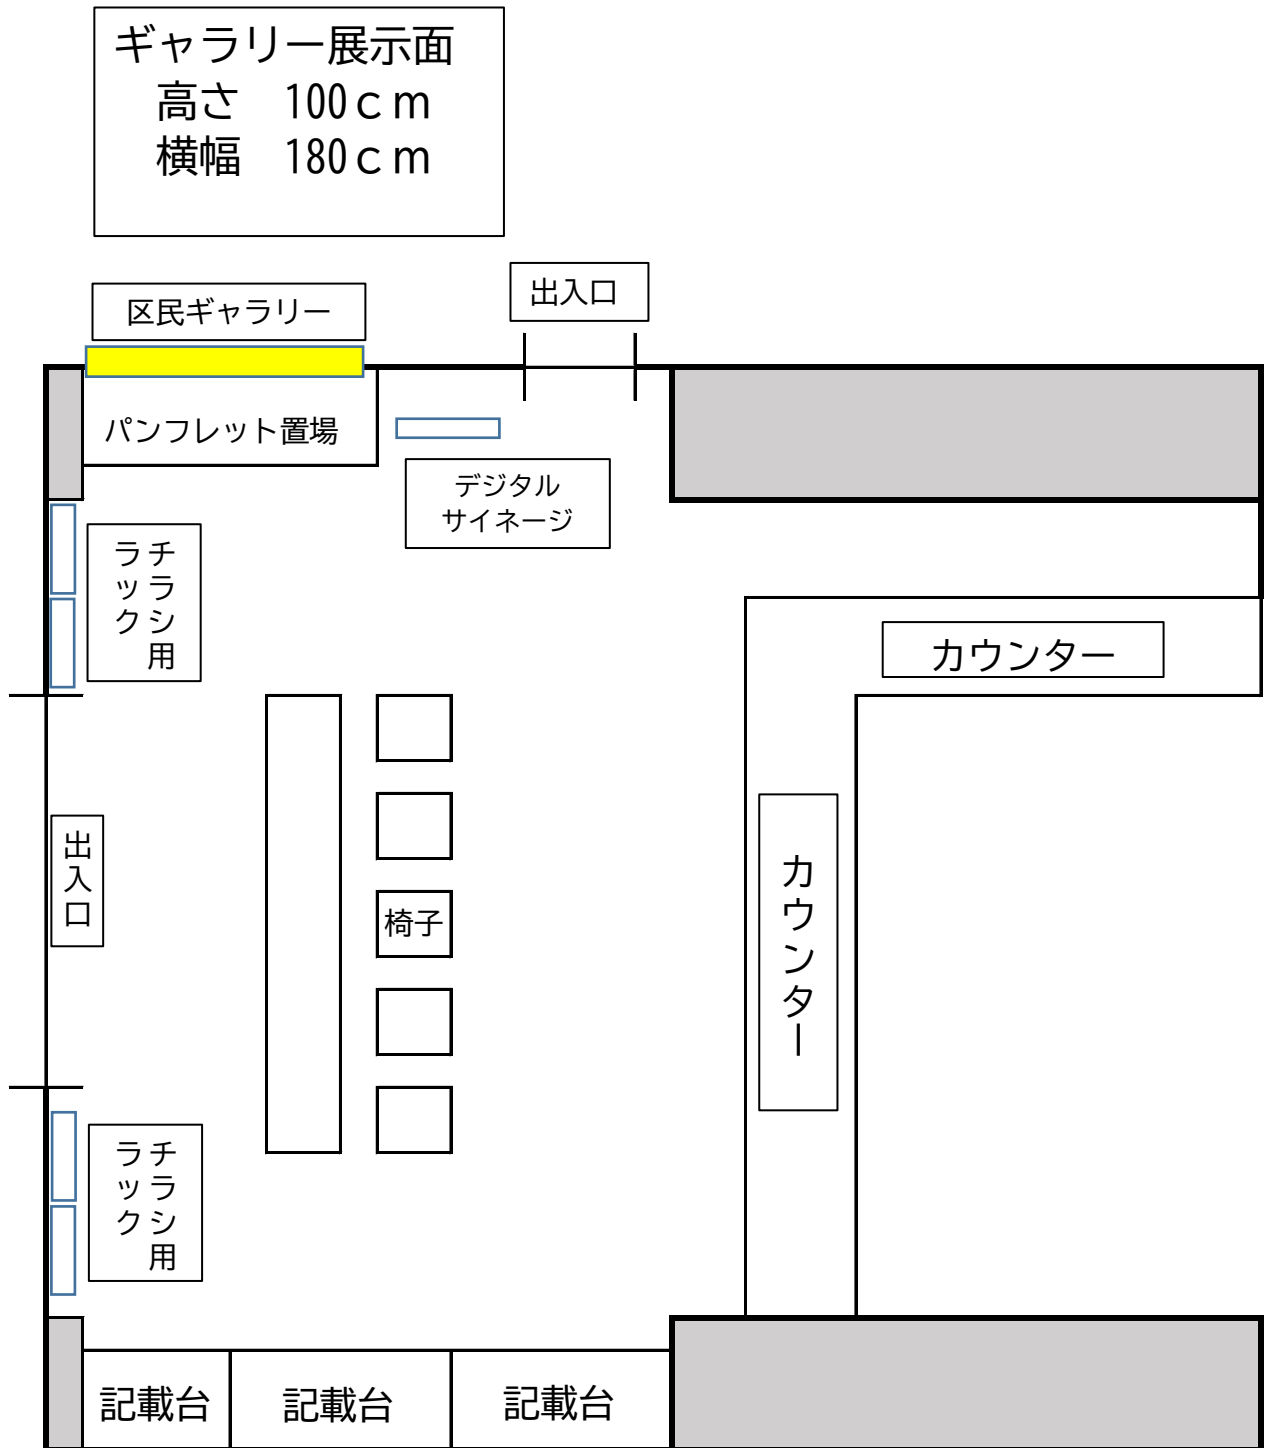 ギャラリー展示面
高さ　100ｃｍ
横幅　180ｃｍ
区民ギャラリー
出入口
パンフレット置場
デジタル
サイネージ
チラシ用
ラック
カウンター
出入口
椅子
カウンター
チラシ用
ラック
記載台
記載台
記載台